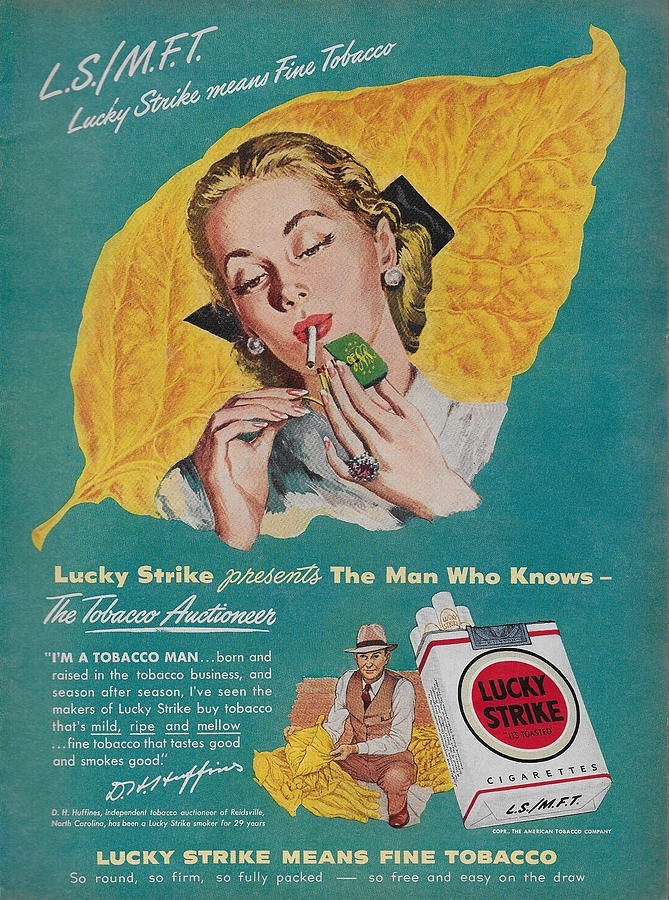 L.S./M.F.T.
Lucky Strike means Fine Tobacco
Lucky Strike presents The Man Who Knows –
The Tobacco Auctioneer
"I'M A TOBACCO MAN...born and
raised in the tobacco business, and
season after season, I've seen the
makers of Lucky Strike buy tobacco
that's mild, ripe and mellow
...fine tobacco that tastes good
and smokes good."
D. H. Huffines
D. H. Huffines, independent tobacco auctioneer of Reidsville,
North Carolina, has been a Lucky Strike smoker for 29 years
LUCKY
STRIKE
"IT'S TOASTED"
CIGARETTES
L.S./M.F.T.
COPR., THE AMERICAN TOBACCO COMPANY
LUCKY STRIKE MEANS FINE TOBACCO
So round, so firm, so fully packed — so free and easy on the draw